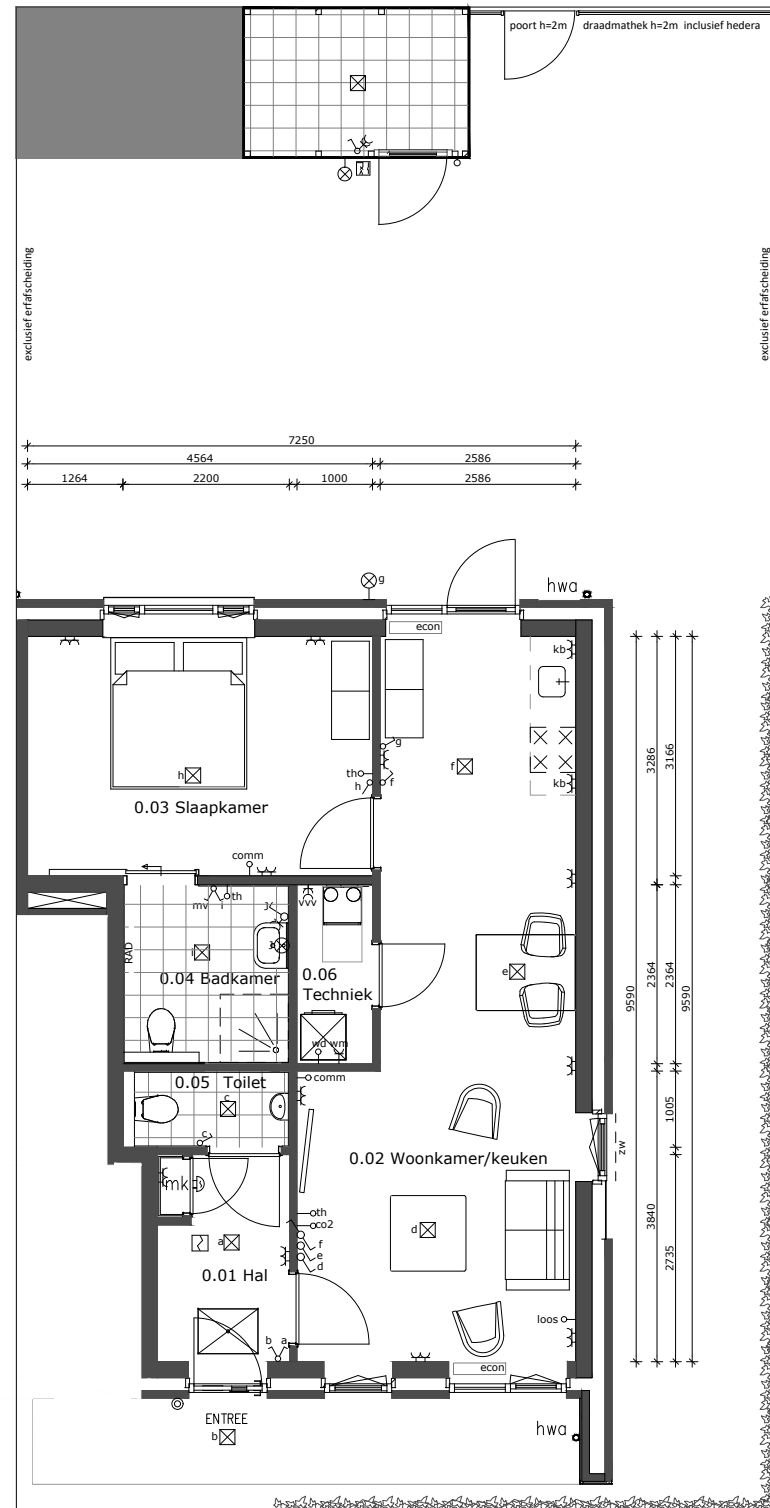 poort h=2m
draadmathek h=2m inclusief hedera
exclusief erfafscheiding
exclusief erfafscheiding
7250
4564
2586
1264
2200
1000
2586
g
hwa
econ
kb
g
f
h
th
h
f
kb
0.03 Slaapkamer
comm
3286
3166
mv
i
th
vvv
RAD
i
0.04 Badkamer
0.06
Techniek
e
9590
2364
2364
9590
wd
wm
0.05 Toilet
comm
c
c
1005
zw
0.02 Woonkamer/keuken
mk
th
co2
a
f
e
d
d
3840
2735
0.01 Hal
loos
b
a
econ
ENTREE
b
hwa